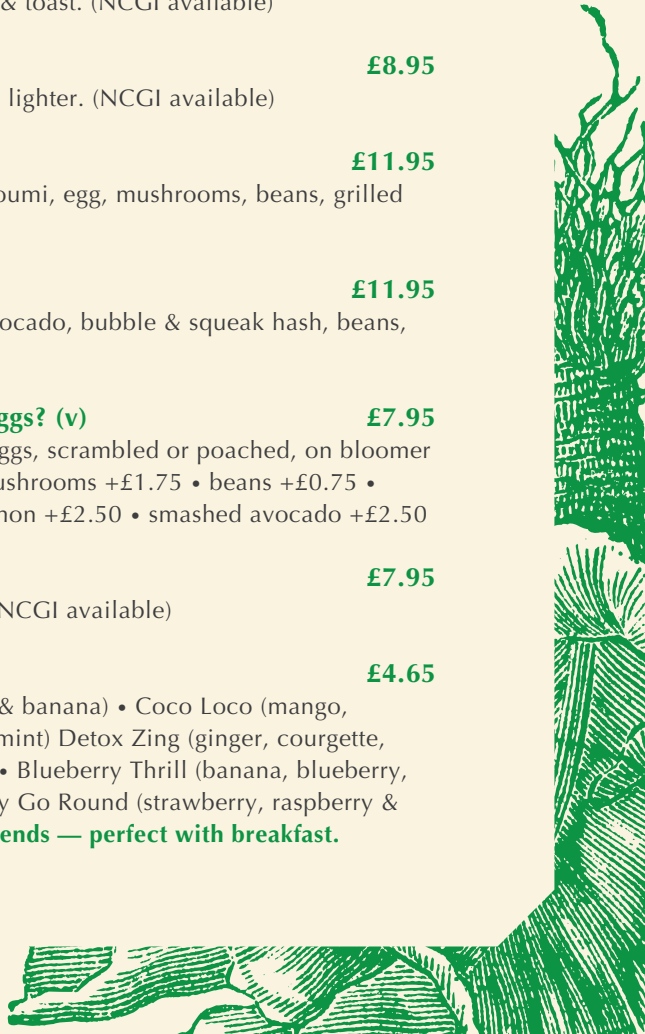 & toast. (NCGI available)
£8.95
lighter. (NCGI available)
£11.95
oumi, egg, mushrooms, beans, grilled
£11.95
ocado, bubble & squeak hash, beans,
ggs? (v) £7.95
ggs, scrambled or poached, on bloomer
ushrooms +£1.75 • beans +£0.75 •
non +£2.50 • smashed avocado +£2.50
£7.95
NCGI available)
£4.65
& banana) • Coco Loco (mango,
mint) Detox Zing (ginger, courgette,
• Blueberry Thrill (banana, blueberry,
y Go Round (strawberry, raspberry &
ends — perfect with breakfast.